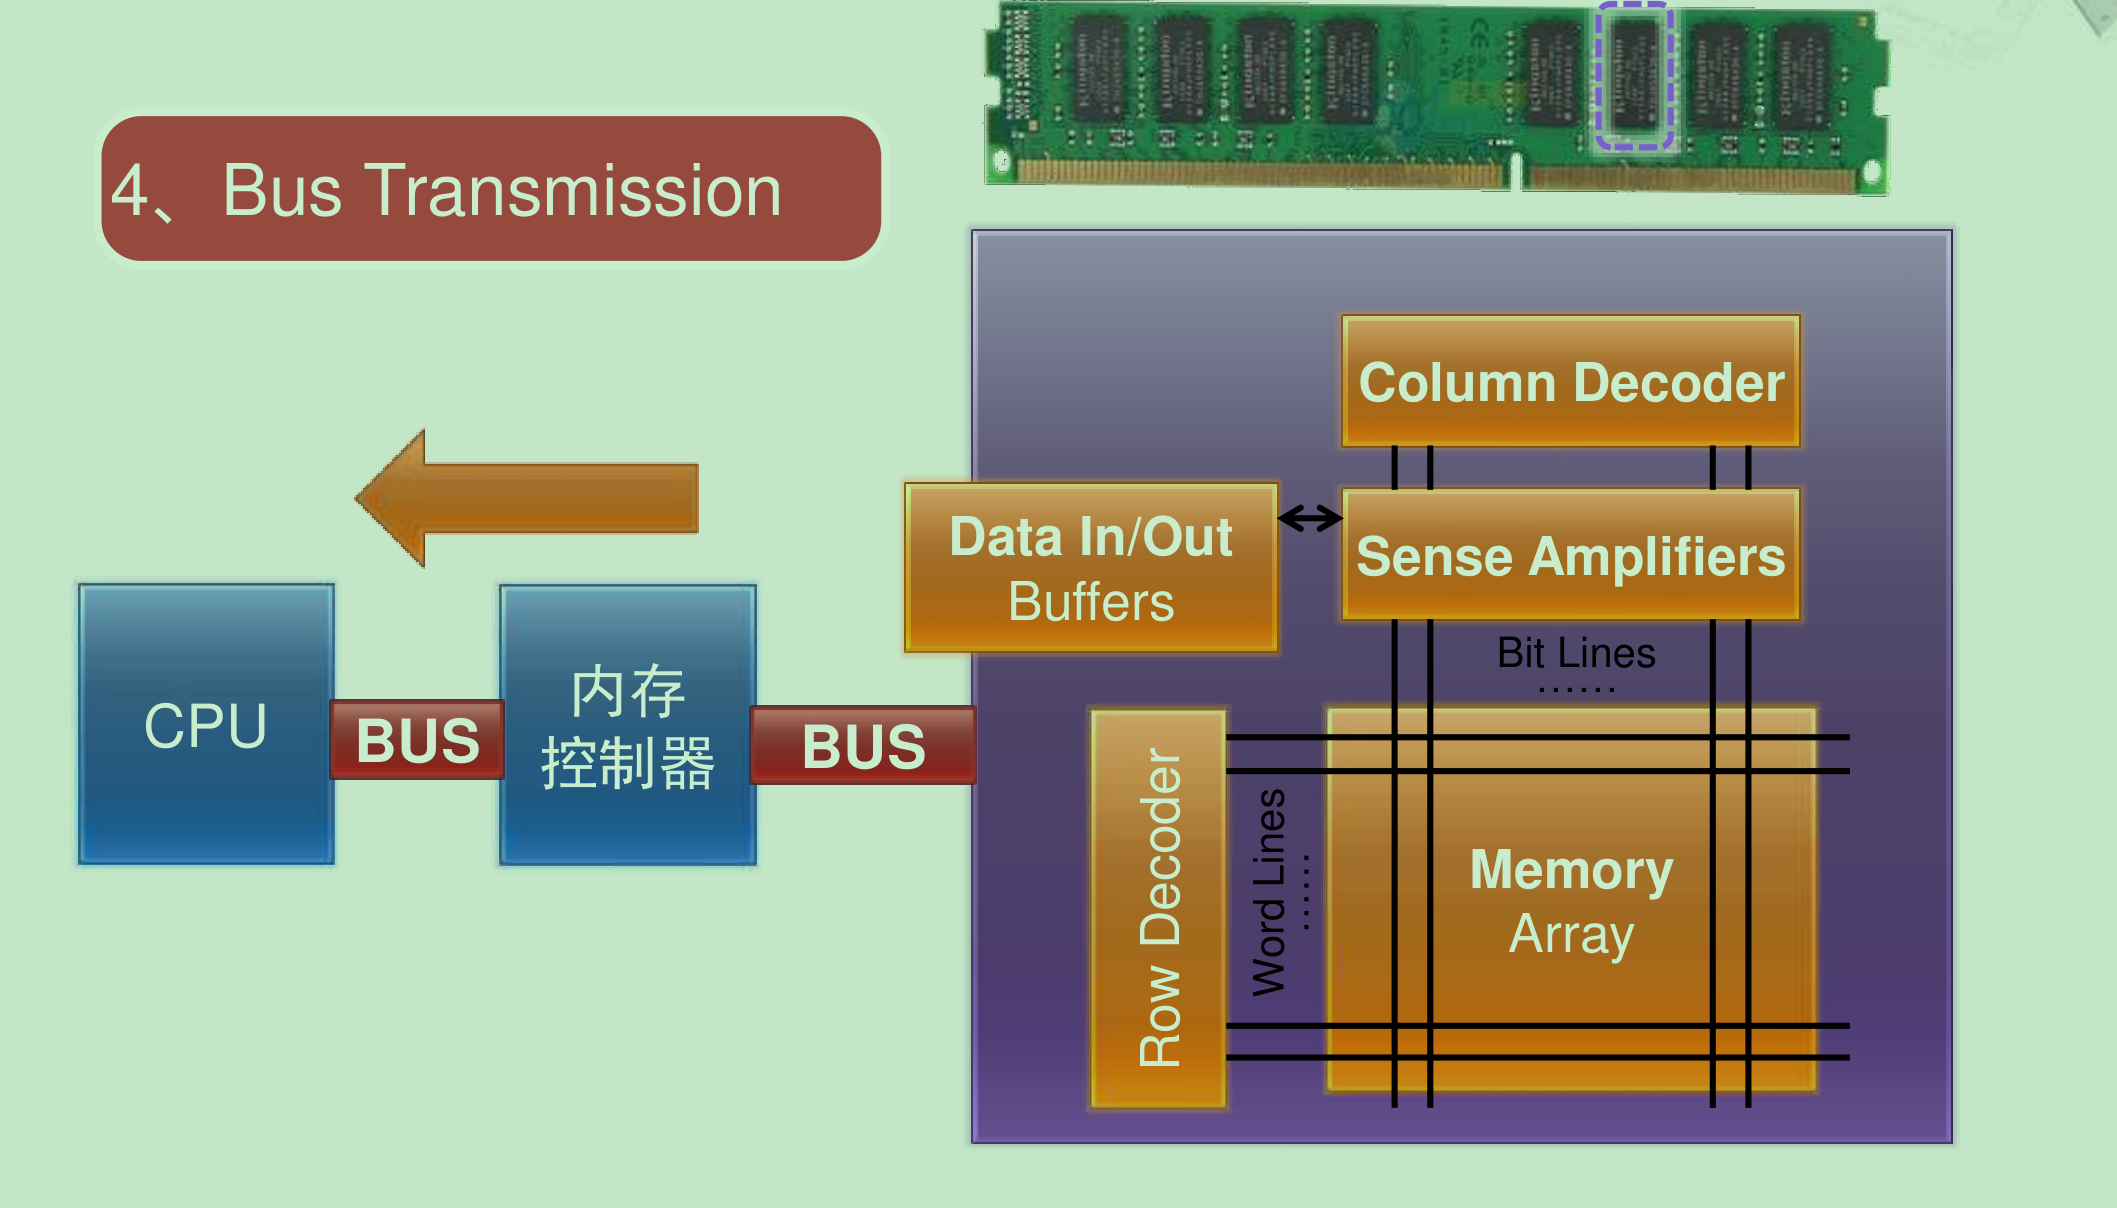 4、 Bus Transmission
Column Decoder
Data In/Out
Buffers
Sense Amplifiers
Bit Lines
......
CPU
BUS
内存
控制器
BUS
Row Decoder
Word Lines
......
Memory
Array